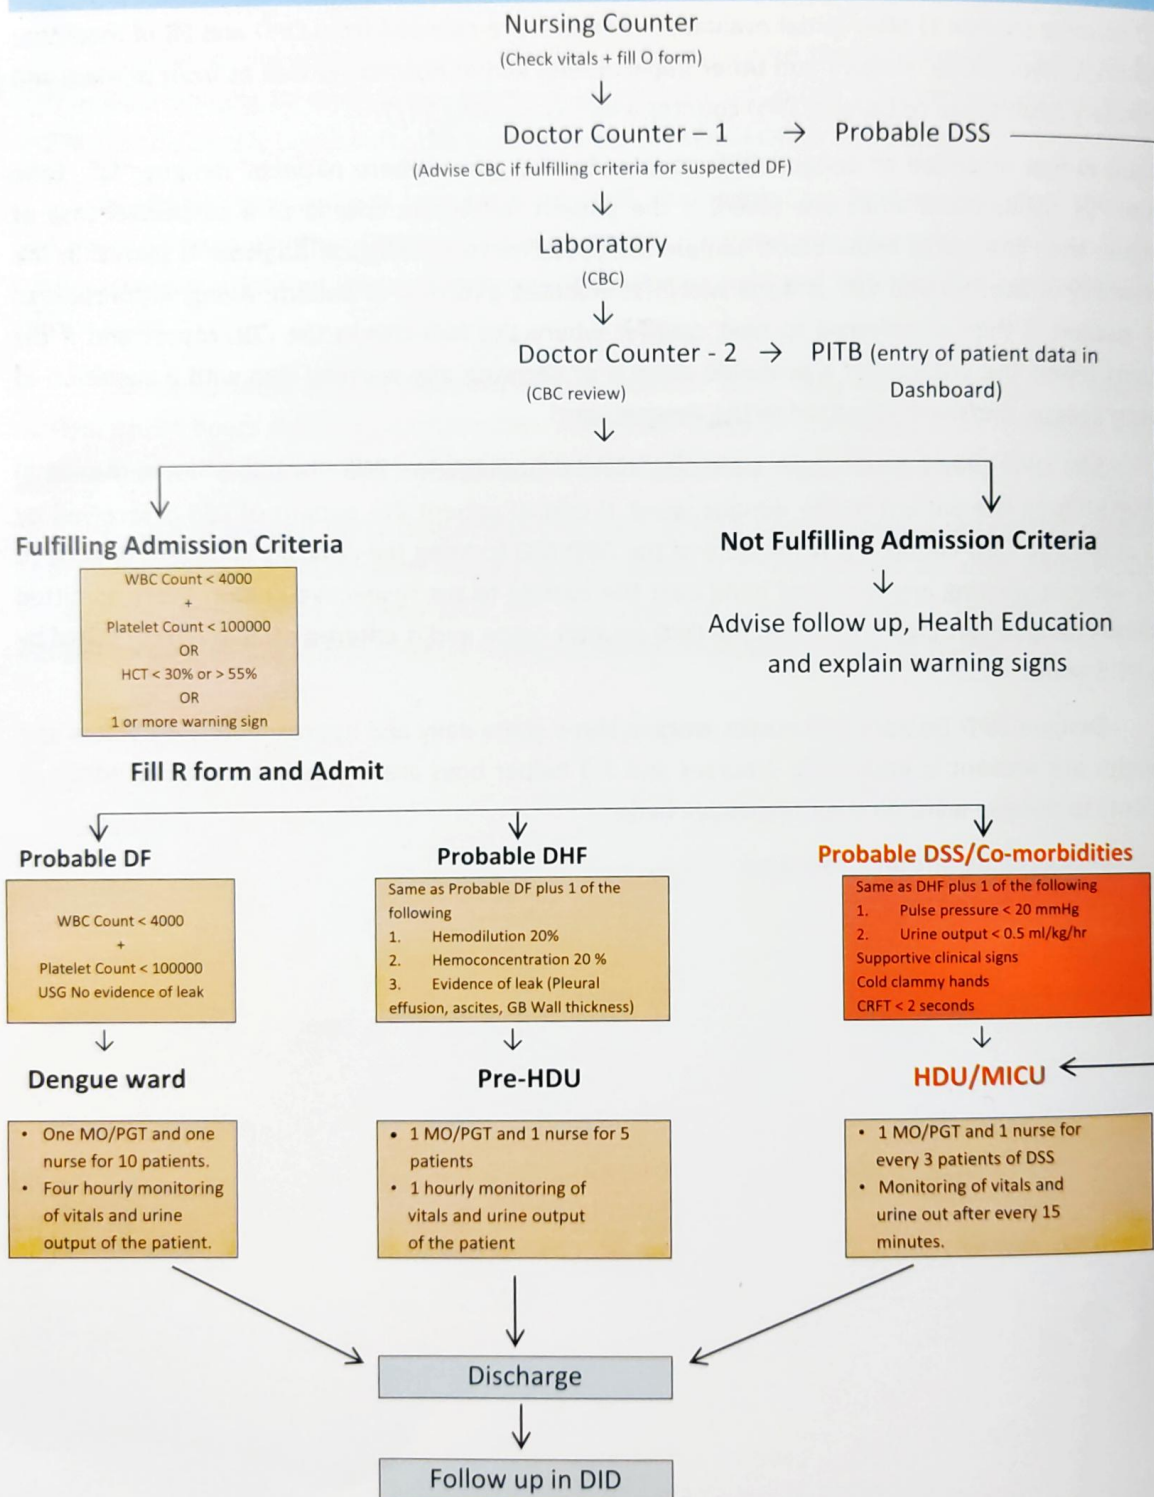 Nursing Counter
(Check vitals + fill O form)
Doctor Counter – 1 → Probable DSS
(Advise CBC if fulfilling criteria for suspected DF)
Laboratory
(CBC)
Doctor Counter - 2 → PITB (entry of patient data in
Dashboard)
(CBC review)
Fulfilling Admission Criteria
WBC Count < 4000
+
Platelet Count < 100000
OR
HCT < 30% or > 55%
OR
1 or more warning sign
Not Fulfilling Admission Criteria
Advise follow up, Health Education
and explain warning signs
Fill R form and Admit
Probable DF
WBC Count < 4000
+
Platelet Count < 100000
USG No evidence of leak
Dengue ward
• One MO/PGT and one
nurse for 10 patients.
• Four hourly monitoring
of vitals and urine
output of the patient.
Probable DHF
Same as Probable DF plus 1 of the
following
1. Hemodilution 20%
2. Hemoconcentration 20 %
3. Evidence of leak (Pleural
effusion, ascites, GB Wall thickness)
Pre-HDU
• 1 MO/PGT and 1 nurse for 5
patients
• 1 hourly monitoring of
vitals and urine output
of the patient
Probable DSS/Co-morbidities
Same as DHF plus 1 of the following
1. Pulse pressure < 20 mmHg
2. Urine output < 0.5 ml/kg/hr
Supportive clinical signs
Cold clammy hands
CRFT < 2 seconds
HDU/MICU
• 1 MO/PGT and 1 nurse for
every 3 patients of DSS
• Monitoring of vitals and
urine out after every 15
minutes.
Discharge
Follow up in DID